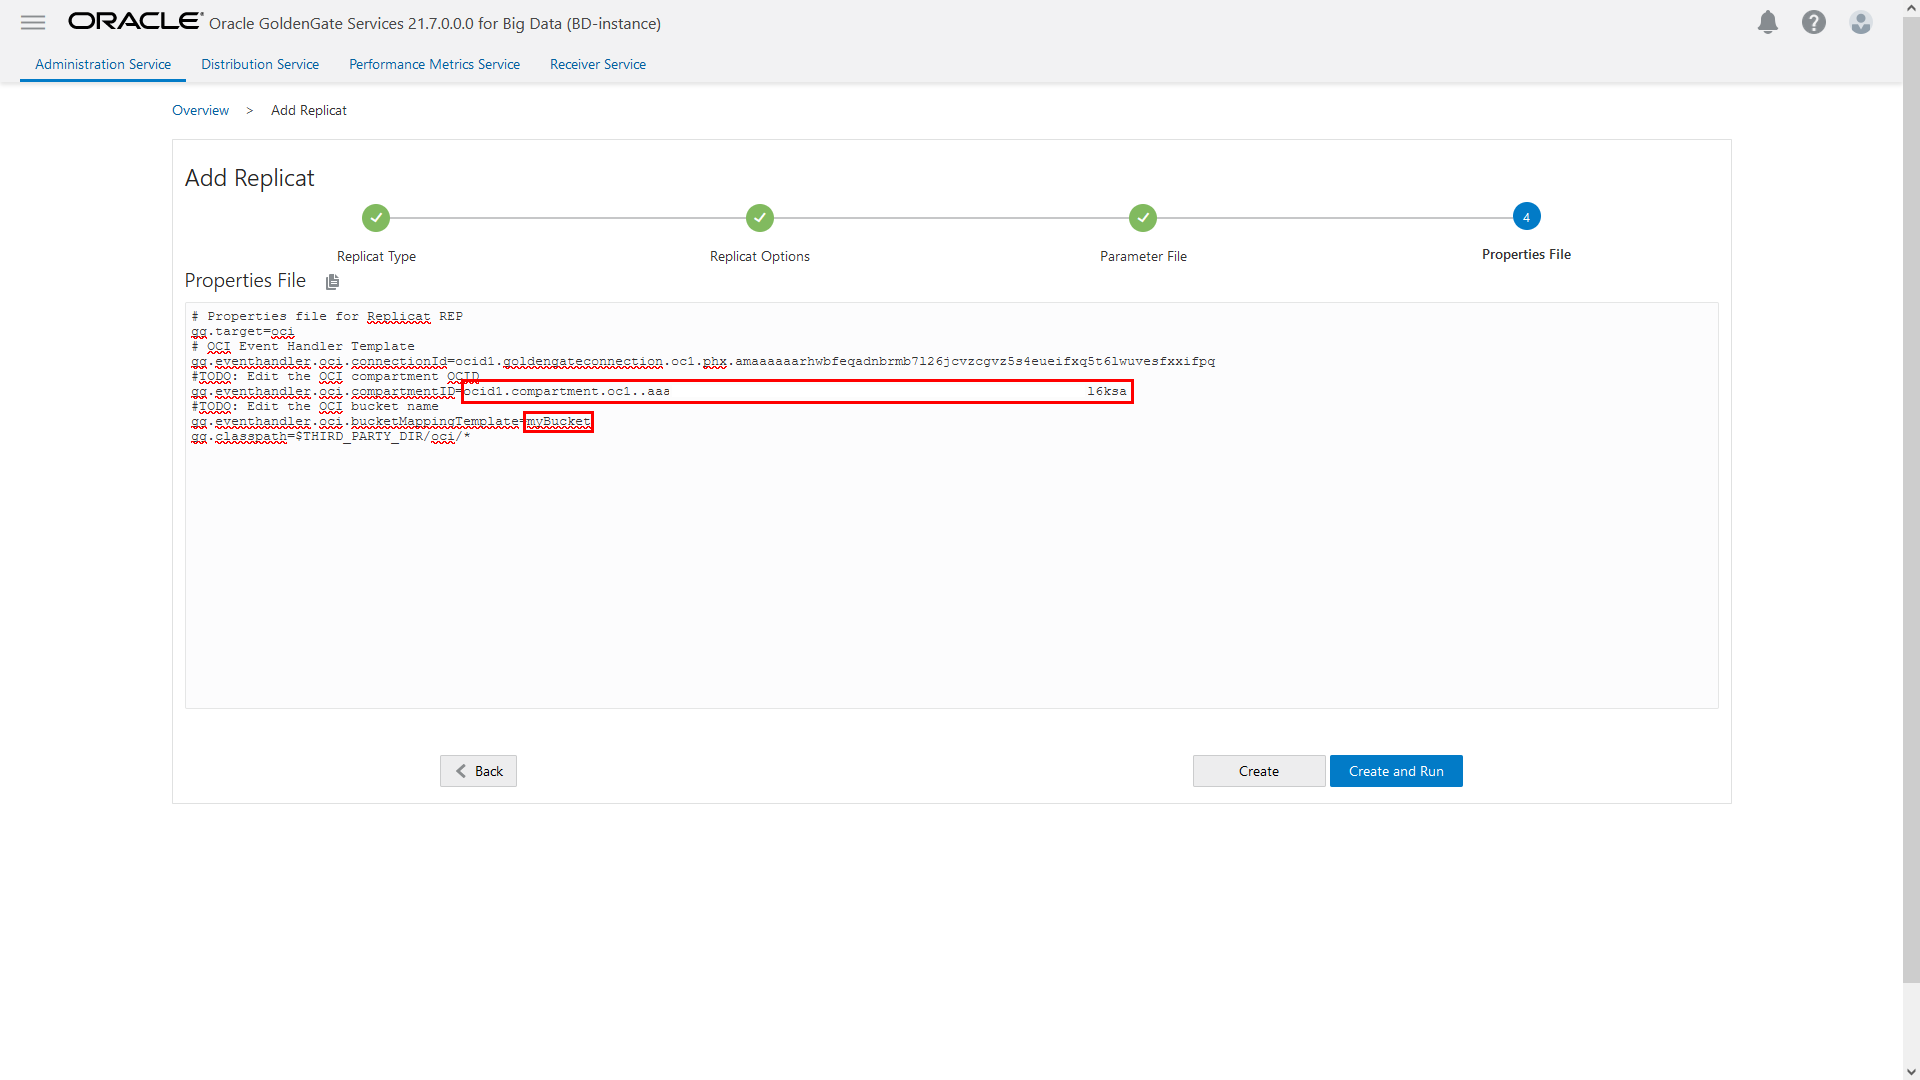 ORACLE Oracle GoldenGate Services 21.7.0.0.0 for Big Data (BD-instance)
Administration Service Distribution Service Performance Metrics Service Receiver Service
Overview > Add Replicat
Add Replicat
4
Replicat Type Replicat Options Parameter File Properties File
Properties File
# Properties file for Replicat REP
gg.target=oci
# OCI Event Handler Template
gg.eventhandler.oci.connectionId=ocid1.goldengateconnection.oc1.phx.amaaaaaarhwbfeqadnbrmb7l26jcvzcgvz5s4eueifxq5t6lwuvesfxxifpq
#TODO: Edit the OCI compartment OCID
gg.eventhandler.oci.compartmentID=ocid1.compartment.oc1..aaa l6ksa
#TODO: Edit the OCI bucket name
gg.eventhandler.oci.bucketMappingTemplate=myBucket
gg.classpath=$THIRD_PARTY_DIR/oci/*
Back Create Create and Run